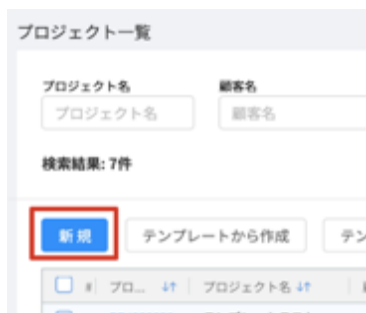 プロジェクト一覧
プロジェクト名 顧客名
プロジェクト名 顧客名
検索結果: 7件
新規 テンプレートから作成 テン
# プロ... プロジェクト名